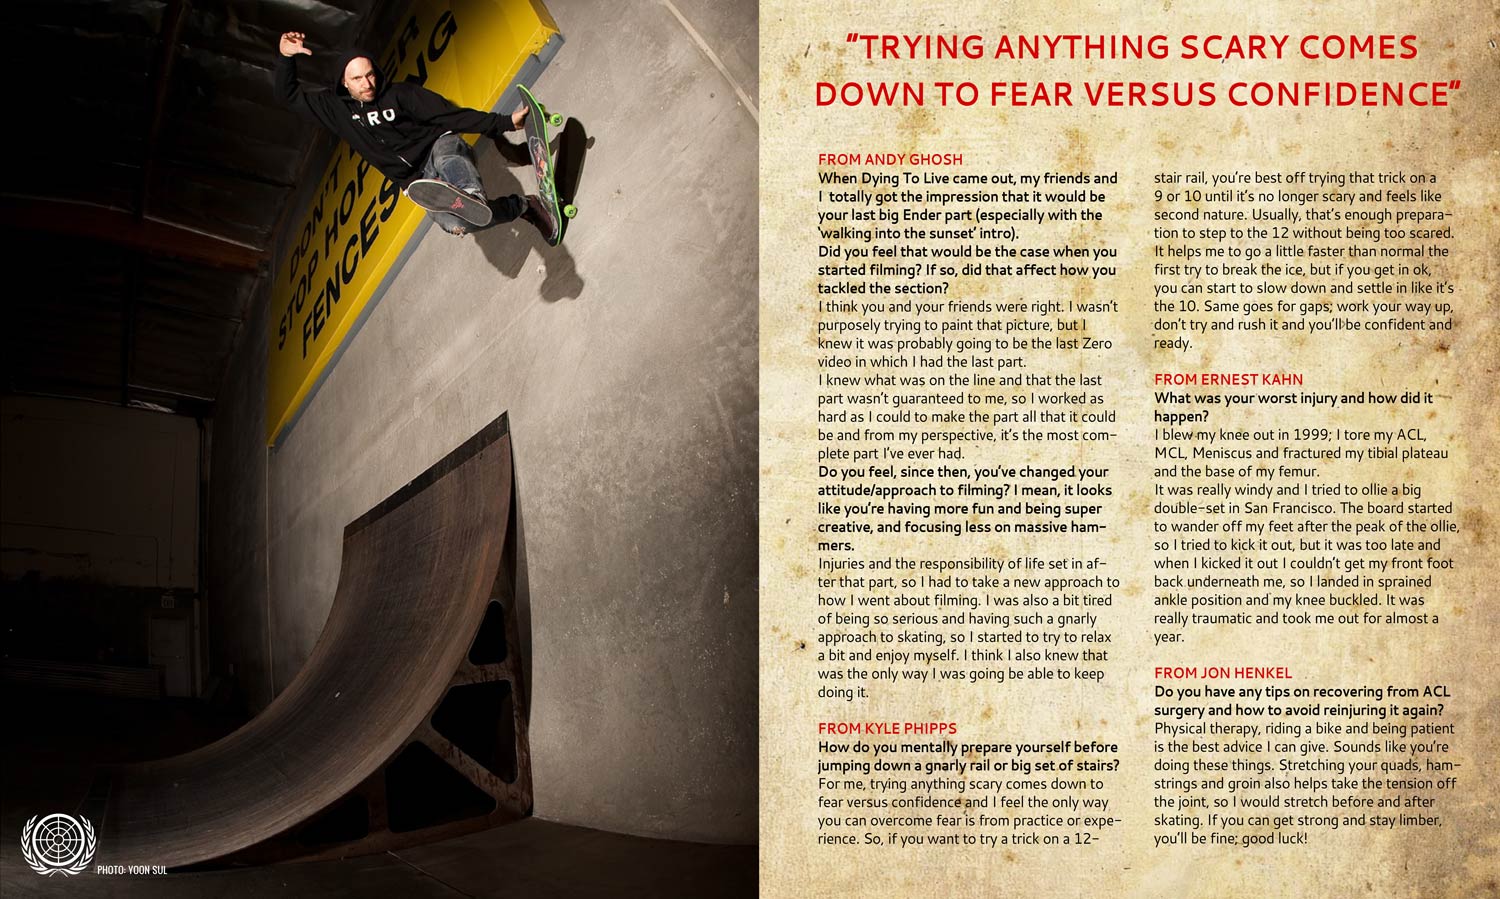 ER
NG
RO
DON'T
STOP HOP
FENCES
PHOTO: YOON SUL
"TRYING ANYTHING SCARY COMES
DOWN TO FEAR VERSUS CONFIDENCE"
FROM ANDY GHOSH
When Dying To Live came out, my friends and
I totally got the impression that it would be
your last big Ender part (especially with the
'walking into the sunset' intro).
Did you feel that would be the case when you
started filming? If so, did that affect how you
tackled the section?
I think you and your friends were right. I wasn't
purposely trying to paint that picture, but I
knew it was probably going to be the last Zero
video in which I had the last part.
I knew what was on the line and that the last
part wasn't guaranteed to me, so I worked as
hard as I could to make the part all that it could
be and from my perspective, it's the most com-
plete part I've ever had.
Do you feel, since then, you've changed your
attitude/approach to filming? I mean, it looks
like you're having more fun and being super
creative, and focusing less on massive ham-
mers.
Injuries and the responsibility of life set in af-
ter that part, so I had to take a new approach to
how I went about filming. I was also a bit tired
of being so serious and having such a gnarly
approach to skating, so I started to try to relax
a bit and enjoy myself. I think I also knew that
was the only way I was going be able to keep
doing it.
FROM KYLE PHIPPS
How do you mentally prepare yourself before
jumping down a gnarly rail or big set of stairs?
For me, trying anything scary comes down to
fear versus confidence and I feel the only way
you can overcome fear is from practice or expe-
rience. So, if you want to try a trick on a 12-
stair rail, you're best off trying that trick on a
9 or 10 until it's no longer scary and feels like
second nature. Usually, that's enough prepara-
tion to step to the 12 without being too scared.
It helps me to go a little faster than normal the
first try to break the ice, but if you get in ok,
you can start to slow down and settle in like it's
the 10. Same goes for gaps; work your way up,
don't try and rush it and you'll be confident and
ready.
FROM ERNEST KAHN
What was your worst injury and how did it
happen?
I blew my knee out in 1999; I tore my ACL,
MCL, Meniscus and fractured my tibial plateau
and the base of my femur.
It was really windy and I tried to ollie a big
double-set in San Francisco. The board started
to wander off my feet after the peak of the ollie,
so I tried to kick it out, but it was too late and
when I kicked it out I couldn't get my front foot
back underneath me, so I landed in sprained
ankle position and my knee buckled. It was
really traumatic and took me out for almost a
year.
FROM JON HENKEL
Do you have any tips on recovering from ACL
surgery and how to avoid reinjuring it again?
Physical therapy, riding a bike and being patient
is the best advice I can give. Sounds like you're
doing these things. Stretching your quads, ham-
strings and groin also helps take the tension off
the joint, so I would stretch before and after
skating. If you can get strong and stay limber,
you'll be fine; good luck!